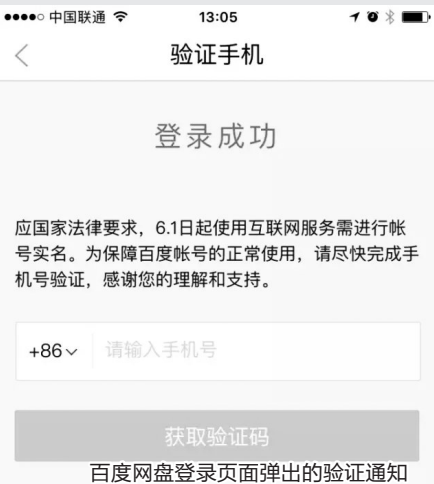 中国联通 13:05
验证手机
登录成功
应国家法律要求，6.1日起使用互联网服务需进行帐
号实名。为保障百度帐号的正常使用，请尽快完成手
机号验证，感谢您的理解和支持。
+86 请输入手机号
获取验证码
百度网盘登录页面弹出的验证通知